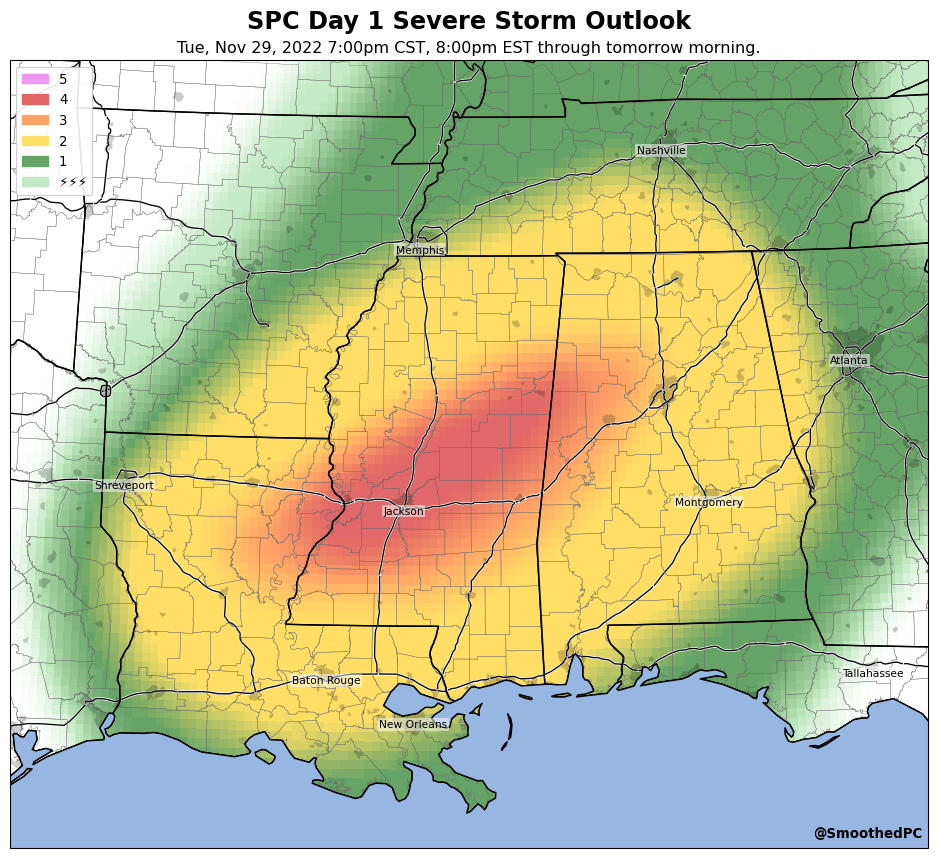 SPC Day 1 Severe Storm Outlook
Tue, Nov 29, 2022 7:00pm CST, 8:00pm EST through tomorrow morning.
5
4
3
2
1
⚡⚡⚡
Nashville
Memphis
Atlanta
Shreveport
Jackson
Montgomery
Baton Rouge
Tallahassee
New Orleans
@SmoothedPC